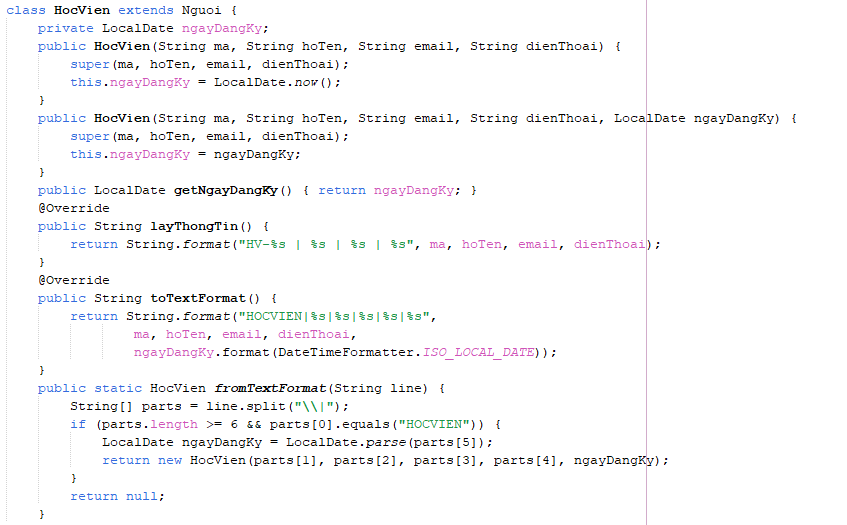 class HocVien extends Nguoi {
    private LocalDate ngayDangKy;
    public HocVien(String ma, String hoTen, String email, String dienThoai) {
        super(ma, hoTen, email, dienThoai);
        this.ngayDangKy = LocalDate.now();
    }
    public HocVien(String ma, String hoTen, String email, String dienThoai, LocalDate ngayDangKy) {
        super(ma, hoTen, email, dienThoai);
        this.ngayDangKy = ngayDangKy;
    }
    public LocalDate getNgayDangKy() { return ngayDangKy; }
    @Override
    public String layThongTin() {
        return String.format("HV-%s | %s | %s | %s", ma, hoTen, email, dienThoai);
    }
    @Override
    public String toTextFormat() {
        return String.format("HOCVIEN|%s|%s|%s|%s|%s",
                ma, hoTen, email, dienThoai,
                ngayDangKy.format(DateTimeFormatter.ISO_LOCAL_DATE));
    }
    public static HocVien fromTextFormat(String line) {
        String[] parts = line.split("\\|");
        if (parts.length >= 6 && parts[0].equals("HOCVIEN")) {
            LocalDate ngayDangKy = LocalDate.parse(parts[5]);
            return new HocVien(parts[1], parts[2], parts[3], parts[4], ngayDangKy);
        }
        return null;
    }